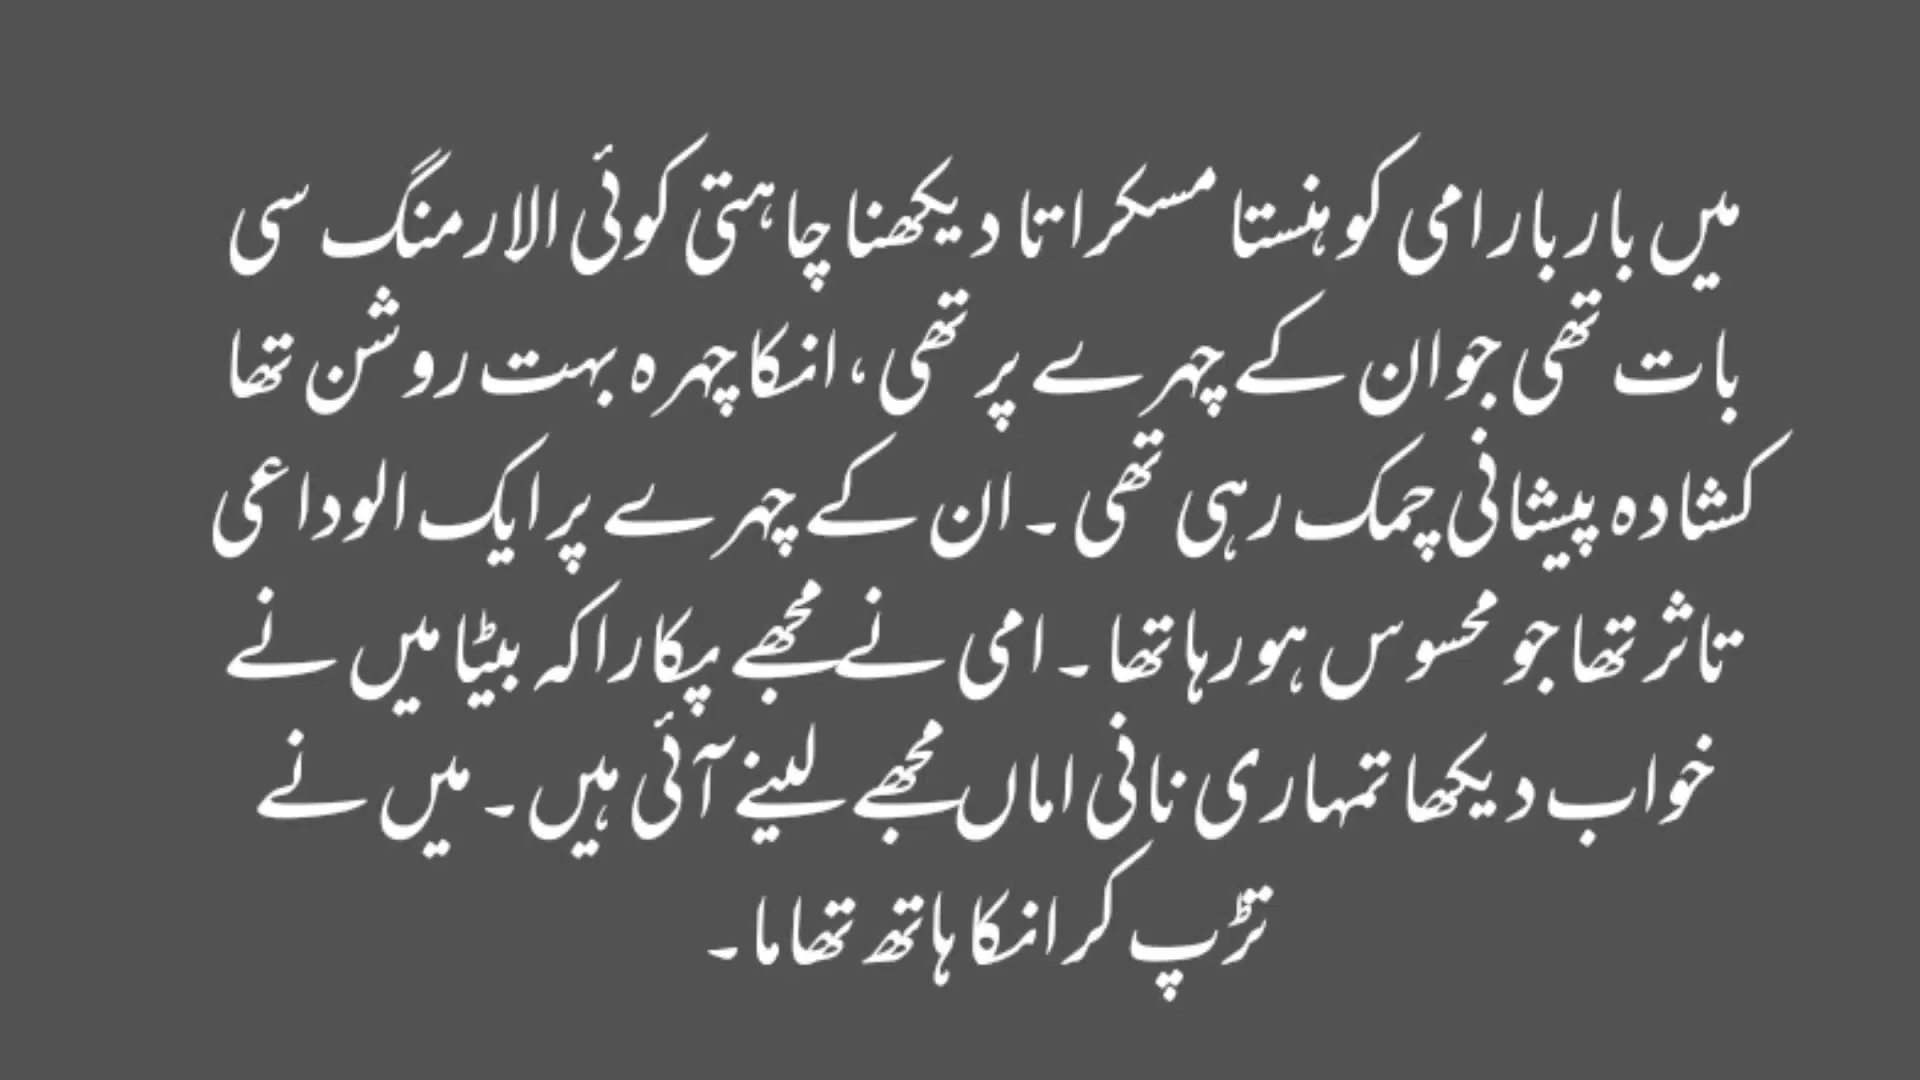 میں بار بار امی کو ہنستا مسکراتا دیکھنا چاہتی کوئی الارمنگ سی
بات تھی جو ان کے چہرے پر تھی، انکا چہرہ بہت روشن تھا
کشادہ پیشانی چمک رہی تھی ۔ ان کے چہرے پر ایک الوداعی
تاثر تھا جو محسوس ہو رہا تھا ۔ امی نے مجھے پکارا کہ بیٹا میں نے
خواب دیکھا تمہاری نانی اماں مجھے لینے آئی ہیں ۔ میں نے
تڑپ کر انکا ہاتھ تھاما ۔